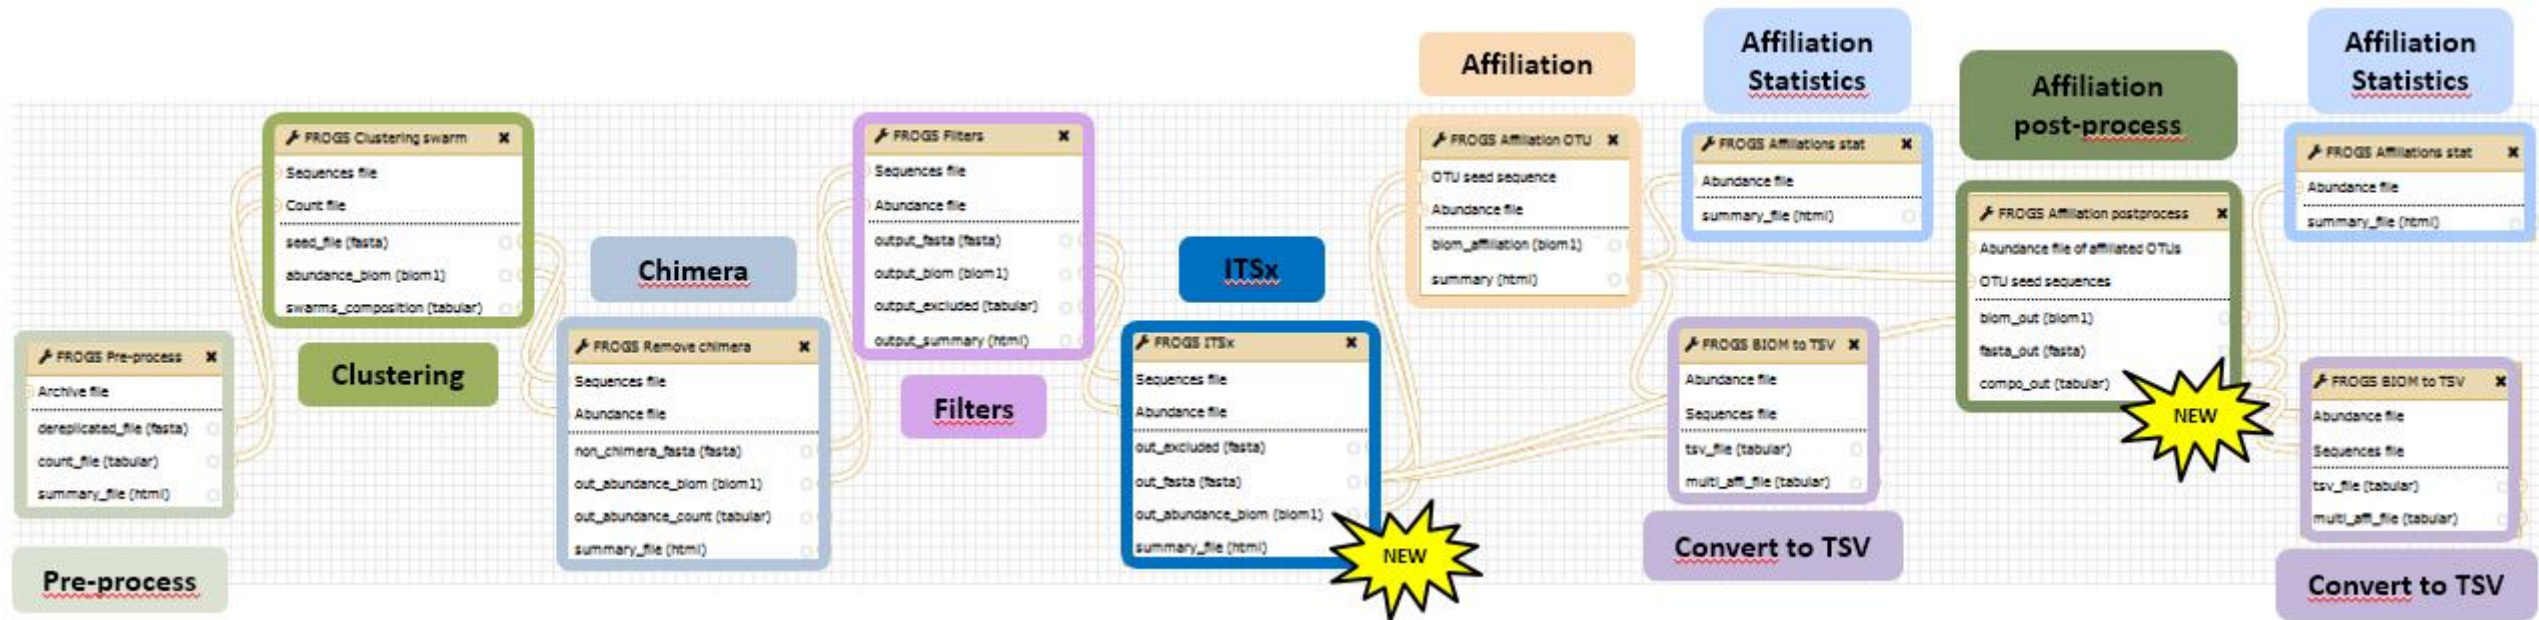 Pre-process
FROGS Pre-process
Archive file
dereplicated_file (fasta)
count_file (tabular)
summary_file (html)
FROGS Clustering swarm
Sequences file
Count file
seed_file (fasta)
abundance_biom (biom1)
swarms_composition (tabular)
Clustering
Chimera
FROGS Remove chimera
Sequences file
Abundance file
non_chimera_fasta (fasta)
out_abundance_biom (biom1)
out_abundance_count (tabular)
summary_file (html)
FROGS Filters
Sequences file
Abundance file
output_fasta (fasta)
output_biom (biom1)
output_excluded (tabular)
output_summary (html)
Filters
ITSx
FROGS ITSx
Sequences file
Abundance file
out_excluded (fasta)
out_fasta (fasta)
out_abundance_biom (biom1)
summary_file (html)
NEW
Affiliation
FROGS Affiliation OTU
OTU seed sequence
Abundance file
biom_affiliation (biom1)
summary (html)
Affiliation
Statistics
FROGS Affiliations stat
Abundance file
summary_file (html)
FROGS BIOM to TSV
Abundance file
Sequences file
tsv_file (tabular)
multi_affi_file (tabular)
Convert to TSV
Affiliation
post-process
FROGS Affiliation postprocess
Abundance file of affiliated OTUs
OTU seed sequences
biom_out (biom1)
fasta_out (fasta)
compo_out (tabular)
NEW
Affiliation
Statistics
FROGS Affiliations stat
Abundance file
summary_file (html)
FROGS BIOM to TSV
Abundance file
Sequences file
tsv_file (tabular)
multi_affi_file (tabular)
Convert to TSV